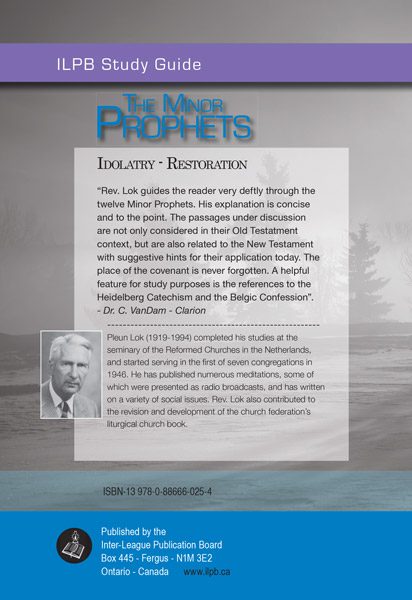 ILPB Study Guide
THE MINOR
PROPHETS
IDOLATRY - RESTORATION
“Rev. Lok guides the reader very deftly through the
twelve Minor Prophets. His explanation is concise
and to the point. The passages under discussion
are not only considered in their Old Testatment
context, but are also related to the New Testament
with suggestive hints for their application today. The
place of the covenant is never forgotten. A helpful
feature for study purposes is the references to the
Heidelberg Catechism and the Belgic Confession”.
- Dr. C. VanDam - Clarion
Pleun Lok (1919-1994) completed his studies at the
seminary of the Reformed Churches in the Netherlands,
and started serving in the first of seven congregations in
1946. He has published numerous meditations, some of
which were presented as radio broadcasts, and has written
on a variety of social issues. Rev. Lok also contributed to
the revision and development of the church federation’s
liturgical church book.
ISBN-13 978-0-88666-025-4
Published by the
Inter-League Publication Board
Box 445 - Fergus - N1M 3E2
Ontario - Canada www.ilpb.ca